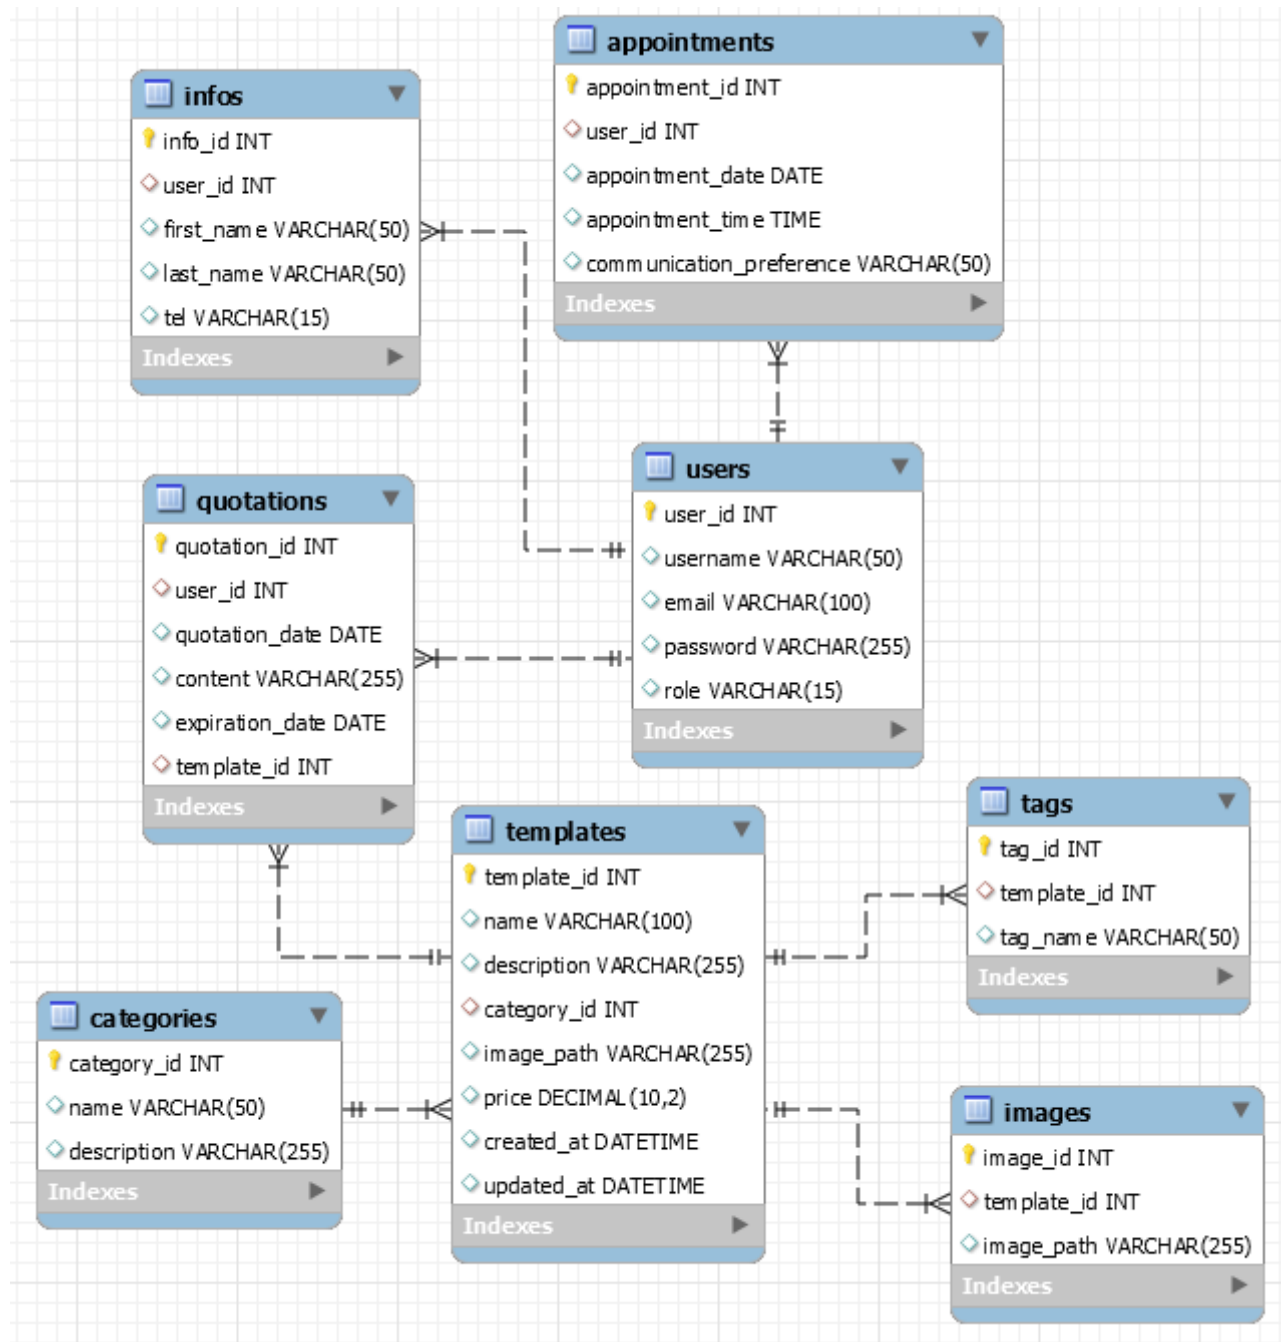 appointments
appointment_id INT
user_id INT
appointment_date DATE
appointment_time TIME
communication_preference VARCHAR(50)
Indexes
infos
info_id INT
user_id INT
first_name VARCHAR(50)
last_name VARCHAR(50)
tel VARCHAR(15)
Indexes
users
user_id INT
username VARCHAR(50)
email VARCHAR(100)
password VARCHAR(255)
role VARCHAR(15)
Indexes
quotations
quotation_id INT
user_id INT
quotation_date DATE
content VARCHAR(255)
expiration_date DATE
template_id INT
Indexes
templates
template_id INT
name VARCHAR(100)
description VARCHAR(255)
category_id INT
image_path VARCHAR(255)
price DECIMAL(10,2)
created_at DATETIME
updated_at DATETIME
Indexes
tags
tag_id INT
template_id INT
tag_name VARCHAR(50)
Indexes
categories
category_id INT
name VARCHAR(50)
description VARCHAR(255)
Indexes
images
image_id INT
template_id INT
image_path VARCHAR(255)
Indexes